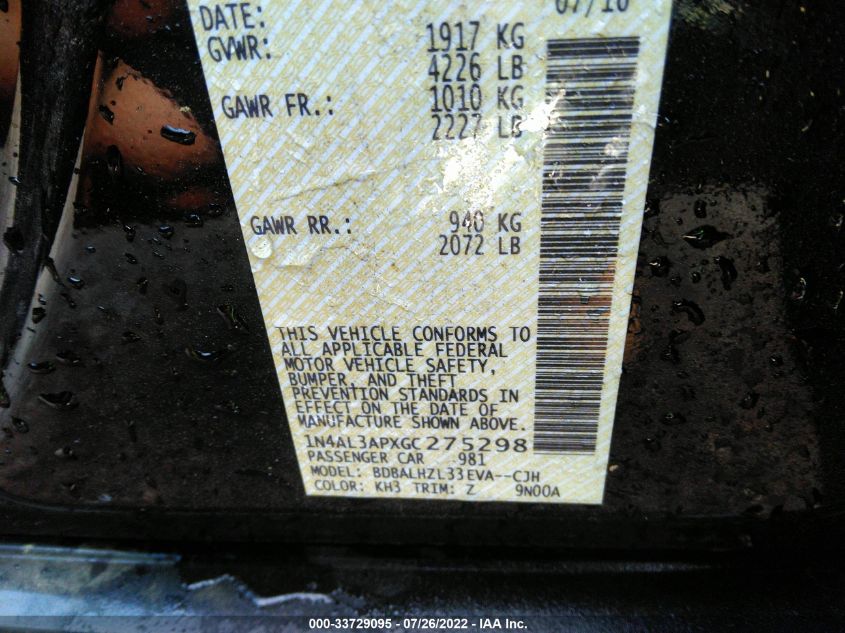 DATE: 07/16
GVWR: 1917 KG
4226 LB
GAWR FR.: 1010 KG
2227 LB
GAWR RR.: 940 KG
2072 LB
THIS VEHICLE CONFORMS TO
ALL APPLICABLE FEDERAL
MOTOR VEHICLE SAFETY,
BUMPER, AND THEFT
PREVENTION STANDARDS IN
EFFECT ON THE DATE OF
MANUFACTURE SHOWN ABOVE.
1N4AL3APXGC275298
PASSENGER CAR 981
MODEL: BDBALHZL33EVA--CJH
COLOR: KH3 TRIM: Z 9N00A
000-33729095 - 07/26/2022 - IAA Inc.